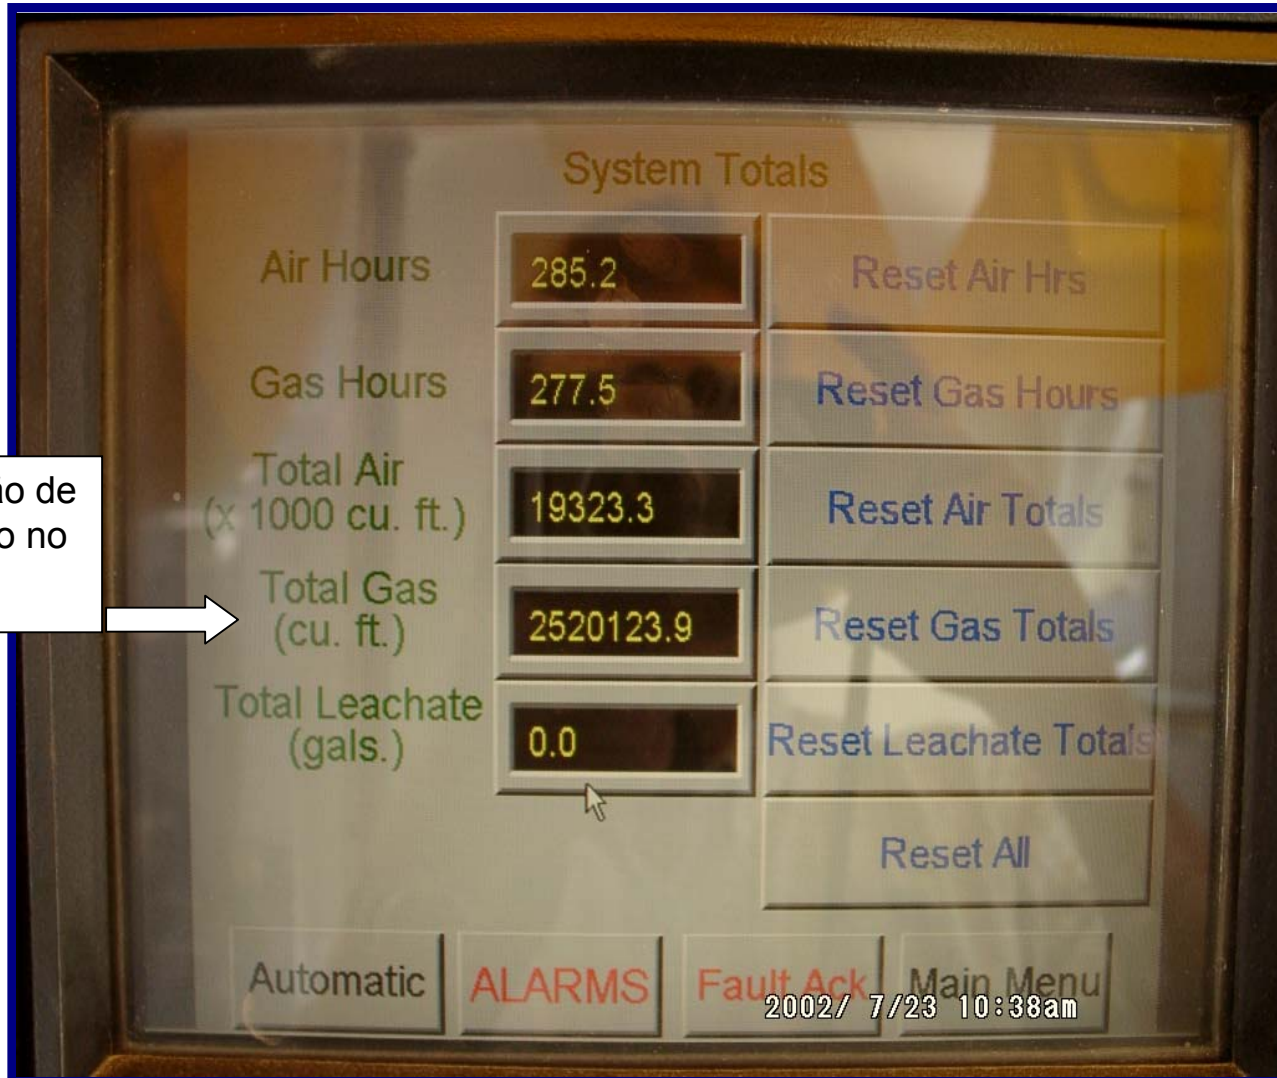 System Totals
Air Hours 285.2 Reset Air Hrs
Gas Hours 277.5 Reset Gas Hours
Total Air
(x 1000 cu. ft.) 19323.3 Reset Air Totals
de
no
Total Gas
(cu. ft.) 2520123.9 Reset Gas Totals
Total Leachate
(gals.) 0.0 Reset Leachate Totals
Reset All
Automatic ALARMS Fault Ack Main Menu
2002/ 7/23 10:38am